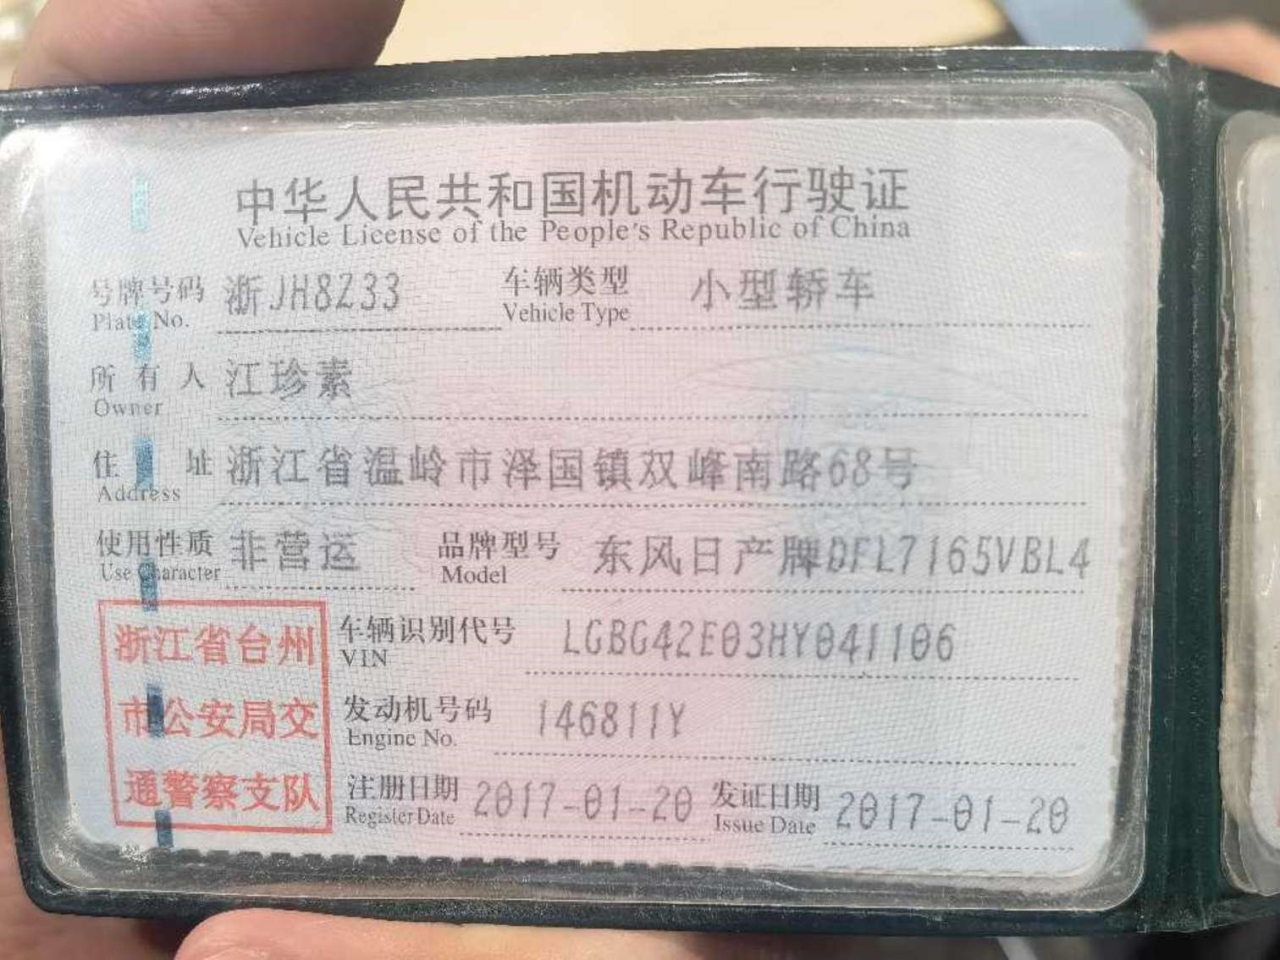 中华人民共和国机动车行驶证
Vehicle License of the People's Republic of China
号牌号码 浙JH8Z33 车辆类型 小型轿车
Plate No. Vehicle Type
所有人 江珍素
Owner
住址 浙江省温岭市泽国镇双峰南路68号
Address
使用性质 非营运 品牌型号 东风日产牌DFL7165VBL4
Use Character Model
浙江省台州
市公安局交
通警察支队
车辆识别代号 LGBG42E03HY041106
VIN
发动机号码 146811Y
Engine No.
注册日期 2017-01-20 发证日期 2017-01-20
Register Date Issue Date